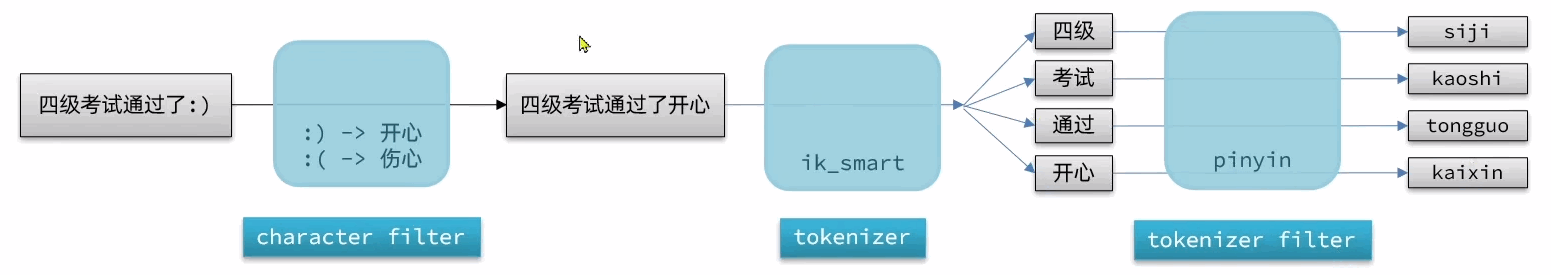 四级考试通过了:)
:) -> 开心
:( -> 伤心
character filter
四级考试通过了开心
ik_smart
tokenizer
四级
考试
通过
开心
pinyin
tokenizer filter
siji
kaoshi
tongguo
kaixin